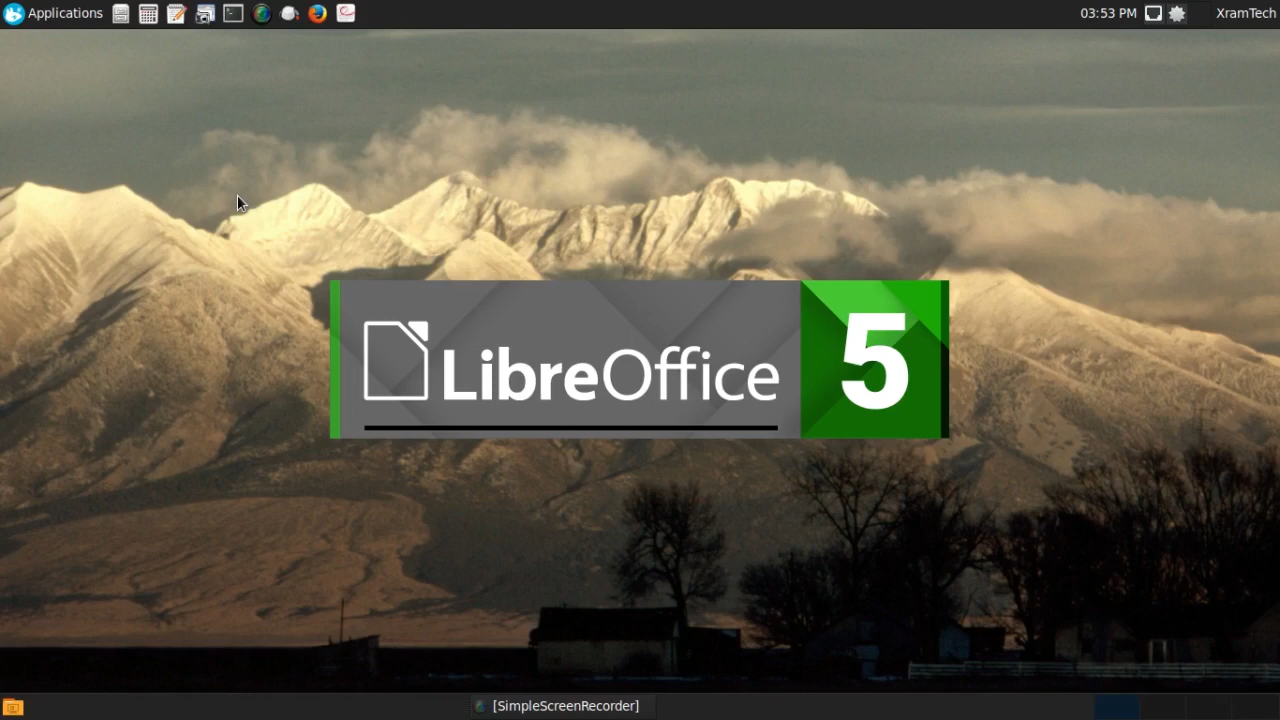 Applications
03:53 PM
XramTech
LibreOffice 5
[SimpleScreenRecorder]